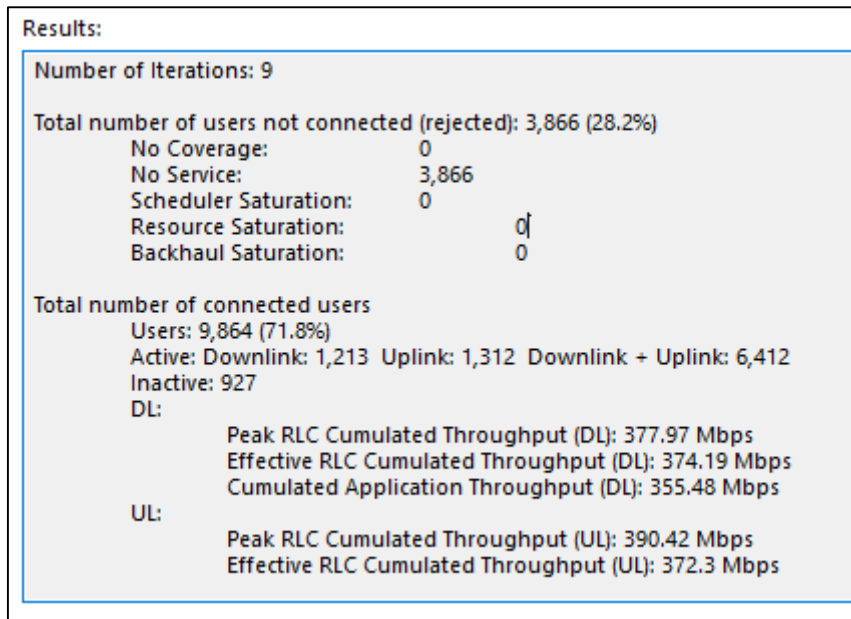 Results:
Number of Iterations: 9
Total number of users not connected (rejected): 3,866 (28.2%)
No Coverage: 0
No Service: 3,866
Scheduler Saturation: 0
Resource Saturation: 0
Backhaul Saturation: 0
Total number of connected users
Users: 9,864 (71.8%)
Active: Downlink: 1,213 Uplink: 1,312 Downlink + Uplink: 6,412
Inactive: 927
DL:
Peak RLC Cumulated Throughput (DL): 377.97 Mbps
Effective RLC Cumulated Throughput (DL): 374.19 Mbps
Cumulated Application Throughput (DL): 355.48 Mbps
UL:
Peak RLC Cumulated Throughput (UL): 390.42 Mbps
Effective RLC Cumulated Throughput (UL): 372.3 Mbps